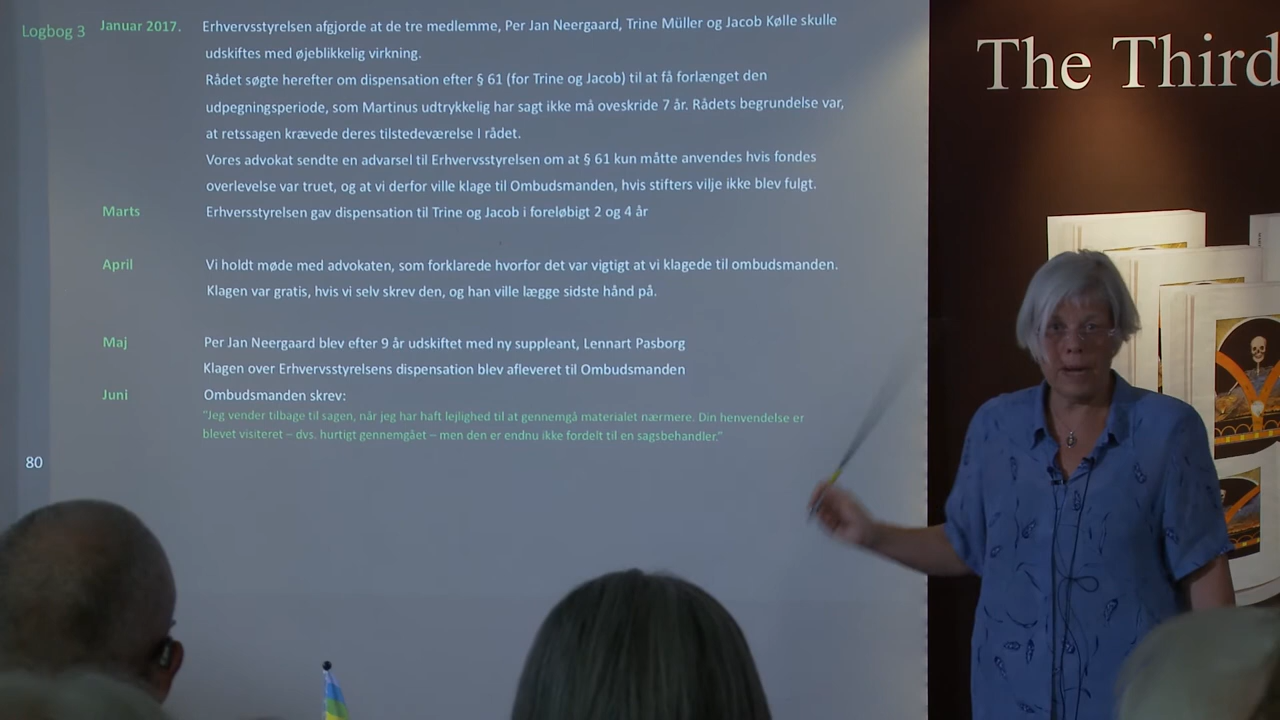 Logbog 3
Januar 2017.
Erhvervsstyrelsen afgjorde at de tre medlemme, Per Jan Neergaard, Trine Müller og Jacob Kølle skulle
udskiftes med øjeblikkelig virkning.
Rådet søgte herefter om dispensation efter § 61 (for Trine og Jacob) til at få forlænget den
udpegningsperiode, som Martinus udtrykkelig har sagt ikke må oveskride 7 år. Rådets begrundelse var,
at retssagen krævede deres tilstedeværelse I rådet.
Vores advokat sendte en advarsel til Erhvervsstyrelsen om at § 61 kun måtte anvendes hvis fondes
overlevelse var truet, og at vi derfor ville klage til Ombudsmanden, hvis stifters vilje ikke blev fulgt.
Marts
Erhversstyrelsen gav dispensation til Trine og Jacob i foreløbigt 2 og 4 år
April
Vi holdt møde med advokaten, som forklarede hvorfor det var vigtigt at vi klagede til ombudsmanden.
Klagen var gratis, hvis vi selv skrev den, og han ville lægge sidste hånd på.
Maj
Per Jan Neergaard blev efter 9 år udskiftet med ny suppleant, Lennart Pasborg
Klagen over Erhvervsstyrelsens dispensation blev afleveret til Ombudsmanden
Juni
Ombudsmanden skrev:
"Jeg vender tilbage til sagen, når jeg har haft lejlighed til at gennemgå materialet nærmere. Din henvendelse er
blevet visiteret – dvs. hurtigt gennemgået – men den er endnu ikke fordelt til en sagsbehandler."
80
The Third